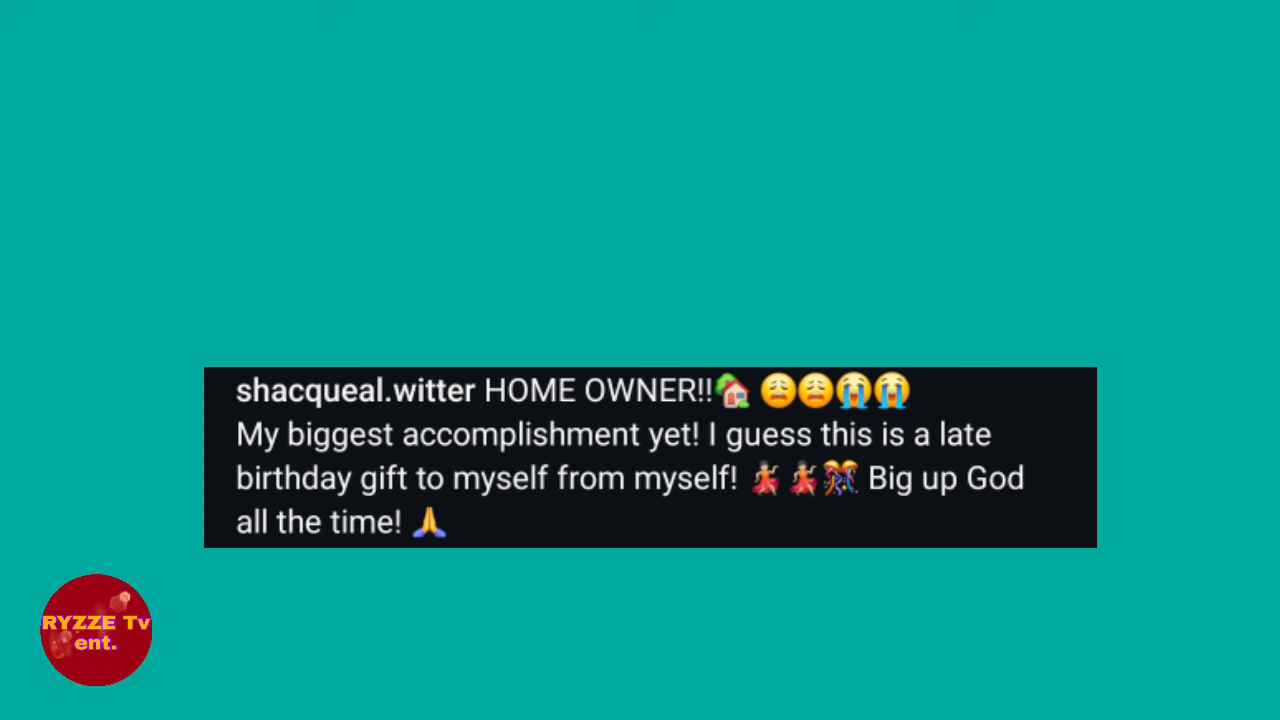 shacqueal.witter HOME OWNER!!🏡 😩😩😭😭
My biggest accomplishment yet! I guess this is a late
birthday gift to myself from myself! 💃💃🎊 Big up God
all the time! 🙏
RYZZE Tv
ent.